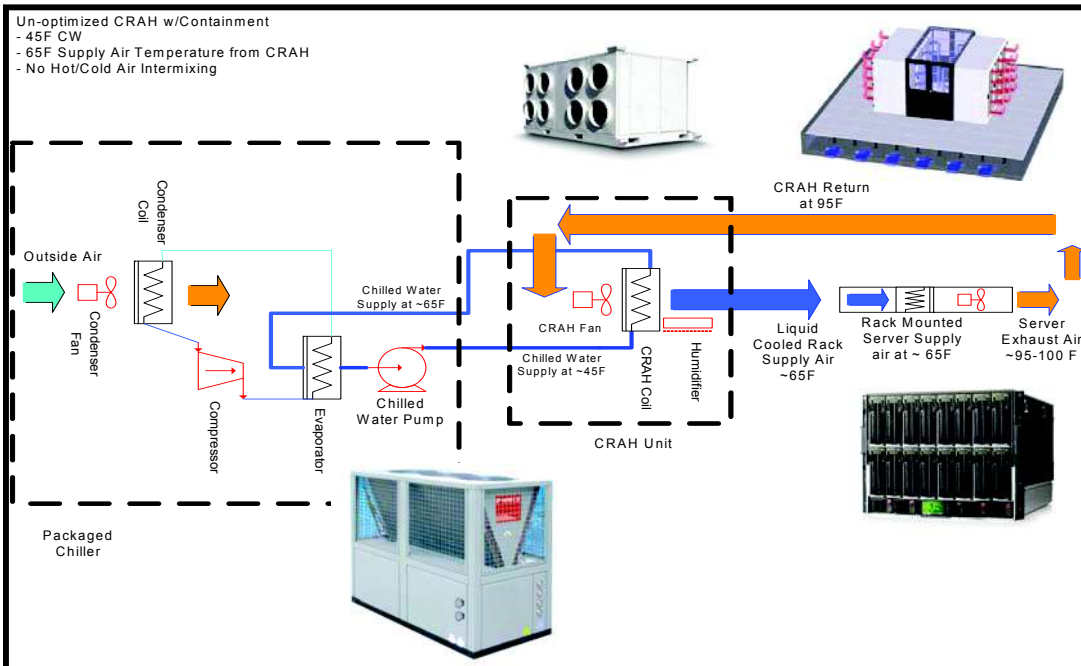 Un-optimized CRAH w/Containment
- 45F CW
- 65F Supply Air Temperature from CRAH
- No Hot/Cold Air Intermixing
CRAH Return
at 95F
Condenser
Coil
Outside Air
Condenser
Fan
Compressor
Evaporator
Chilled Water
Supply at ~65F
Chilled
Water Pump
Chilled Water
Supply at ~45F
CRAH Fan
CRAH Coil
Humidifier
CRAH Unit
Liquid
Cooled Rack
Supply Air
~65F
Rack Mounted
Server Supply
air at ~ 65F
Server
Exhaust Air
~95-100 F
Packaged
Chiller